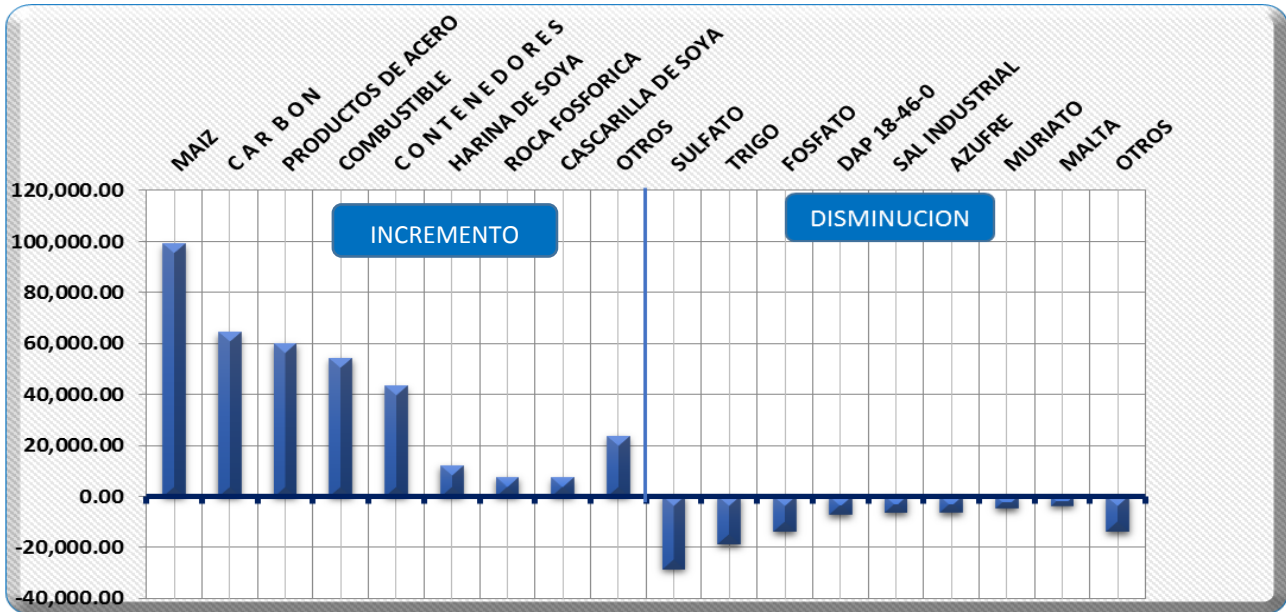 MAIZ
C A R B O N
PRODUCTOS DE ACERO
COMBUSTIBLE
C O N T E N E D O R E S
HARINA DE SOYA
ROCA FOSFORICA
CASCARILLA DE SOYA
OTROS
SULFATO
TRIGO
FOSFATO
DAP 18-46-0
SAL INDUSTRIAL
AZUFRE
MURIATO
MALTA
OTROS
120,000.00
100,000.00
80,000.00
60,000.00
40,000.00
20,000.00
0.00
-20,000.00
-40,000.00
INCREMENTO
DISMINUCION